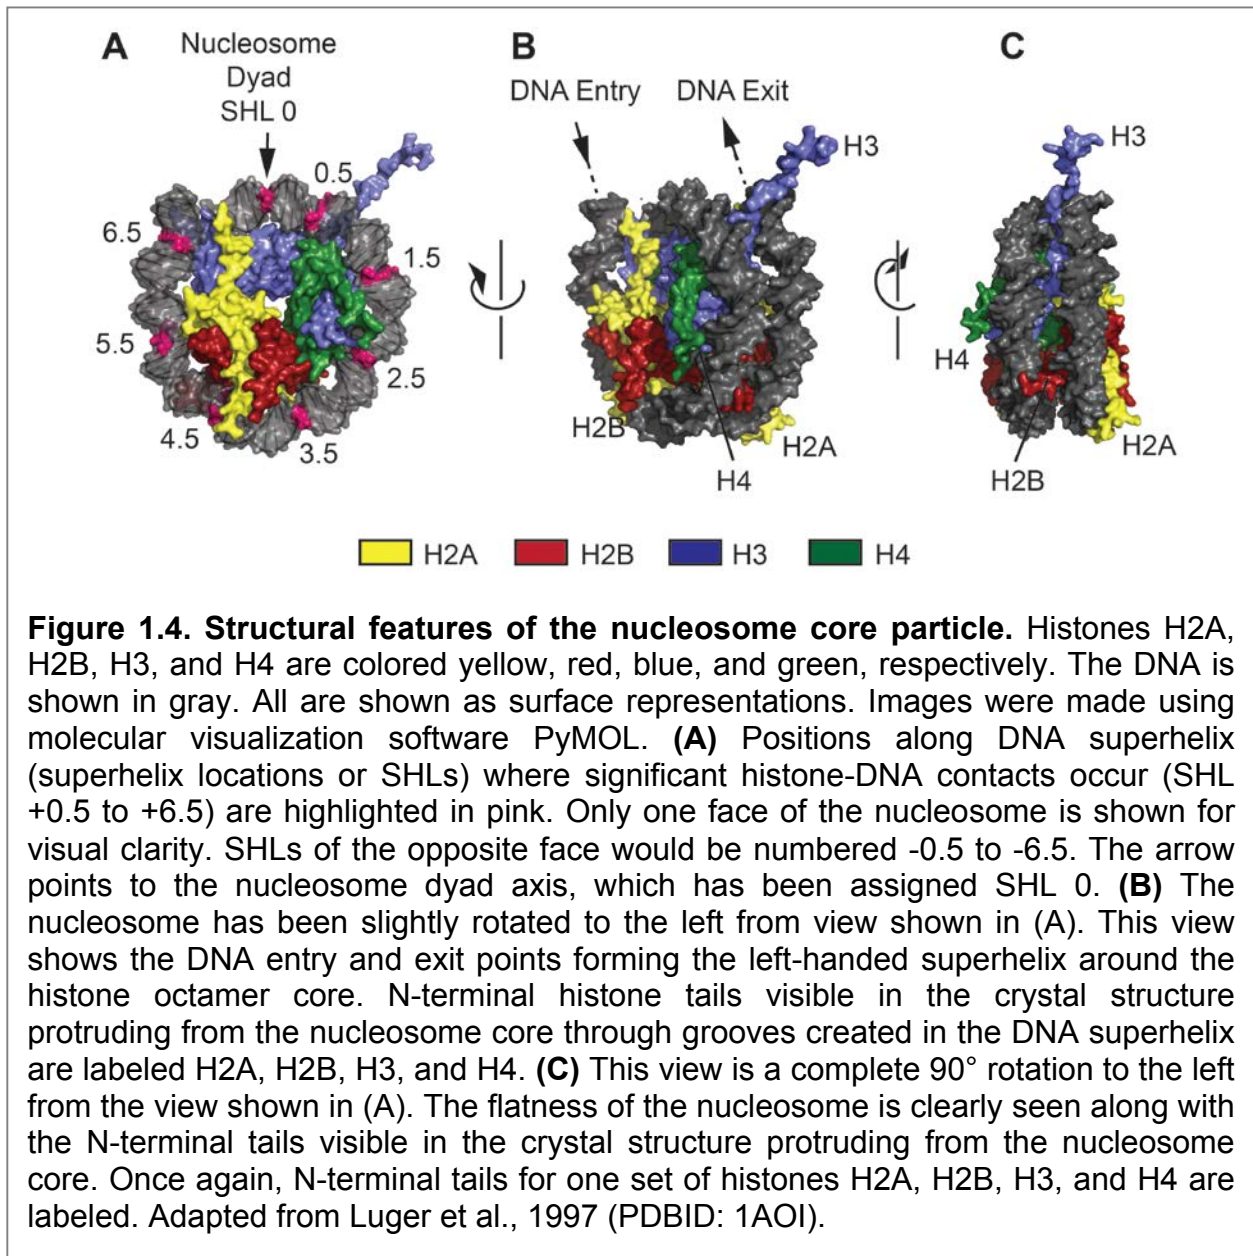 A
Nucleosome
Dyad
SHL 0
0.5
6.5
1.5
5.5
2.5
4.5
3.5
B
DNA Entry
DNA Exit
H3
H2B
H2A
H4
C
H3
H4
H2A
H2B
H2A
H2B
H3
H4
Figure 1.4. Structural features of the nucleosome core particle. Histones H2A,
H2B, H3, and H4 are colored yellow, red, blue, and green, respectively. The DNA is
shown in gray. All are shown as surface representations. Images were made using
molecular visualization software PyMOL. (A) Positions along DNA superhelix
(superhelix locations or SHLs) where significant histone-DNA contacts occur (SHL
+0.5 to +6.5) are highlighted in pink. Only one face of the nucleosome is shown for
visual clarity. SHLs of the opposite face would be numbered -0.5 to -6.5. The arrow
points to the nucleosome dyad axis, which has been assigned SHL 0. (B) The
nucleosome has been slightly rotated to the left from view shown in (A). This view
shows the DNA entry and exit points forming the left-handed superhelix around the
histone octamer core. N-terminal histone tails visible in the crystal structure
protruding from the nucleosome core through grooves created in the DNA superhelix
are labeled H2A, H2B, H3, and H4. (C) This view is a complete 90° rotation to the left
from the view shown in (A). The flatness of the nucleosome is clearly seen along with
the N-terminal tails visible in the crystal structure protruding from the nucleosome
core. Once again, N-terminal tails for one set of histones H2A, H2B, H3, and H4 are
labeled. Adapted from Luger et al., 1997 (PDBID: 1AOI).